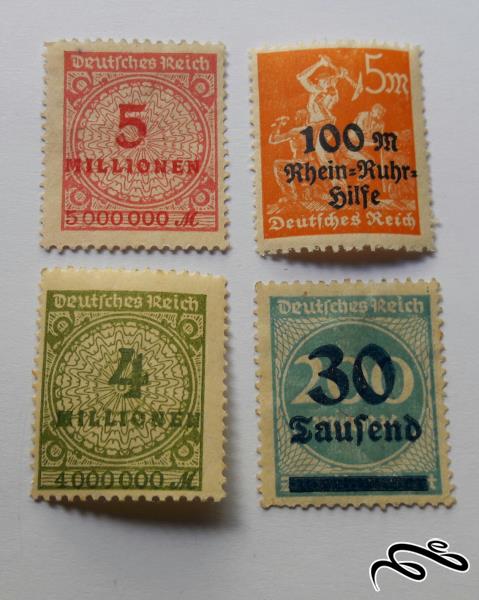 Deutsches Reich
5
MILLIONEN
5 000 000 M
5m
100 M
Rhein=Ruhr=
Hilfe
Deutsches Reich
Deutsches Reich
4
MILLIONEN
4 000 000 M
Deutsches Reich
200
30
Tausend